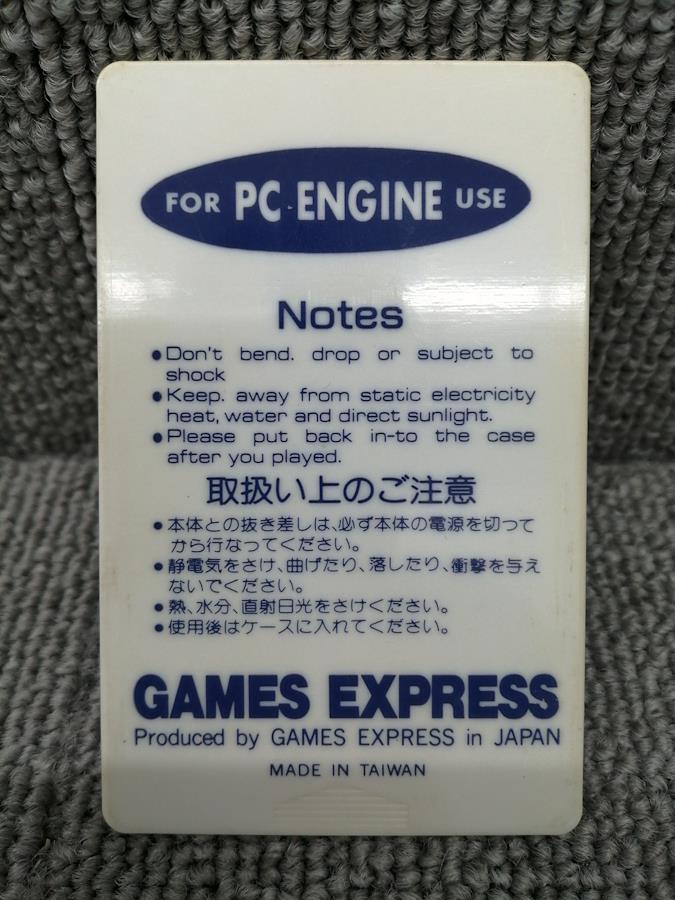 FOR PC ENGINE USE
Notes
●Don't bend. drop or subject to
shock
●Keep. away from static electricity
heat, water and direct sunlight.
●Please put back in-to the case
after you played.
取扱い上のご注意
●本体との抜き差しは、必ず本体の電源を切って
から行なってください。
●静電気をさけ、曲げたり、落したり、衝撃を与え
ないでください。
●熱、水分、直射日光をさけください。
●使用後はケースに入れてください。
GAMES EXPRESS
Produced by GAMES EXPRESS in JAPAN
MADE IN TAIWAN